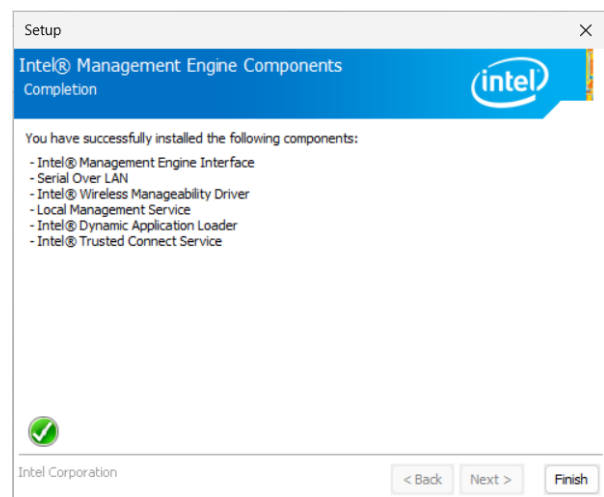 Setup
Intel® Management Engine Components
Completion
intel®
You have successfully installed the following components:
- Intel® Management Engine Interface
- Serial Over LAN
- Intel® Wireless Manageability Driver
- Local Management Service
- Intel® Dynamic Application Loader
- Intel® Trusted Connect Service
Intel Corporation
< Back Next > Finish